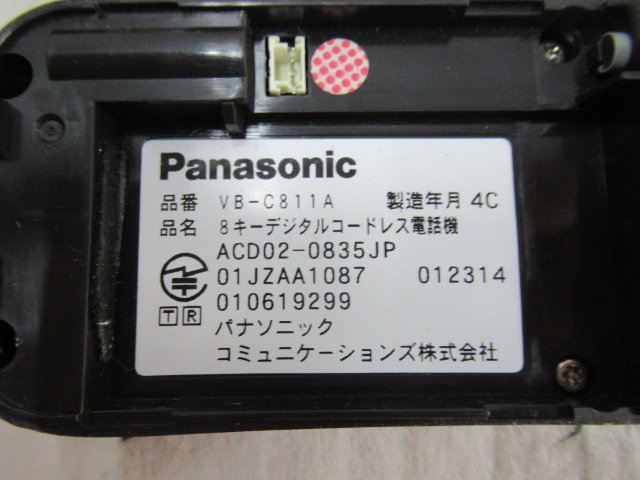 Panasonic
品番 VB-C811A 製造年月 4C
品名 8キーデジタルコードレス電話機
ACD02-0835JP
01JZAA1087 012314
T R 010619299
パナソニック
コミュニケーションズ株式会社